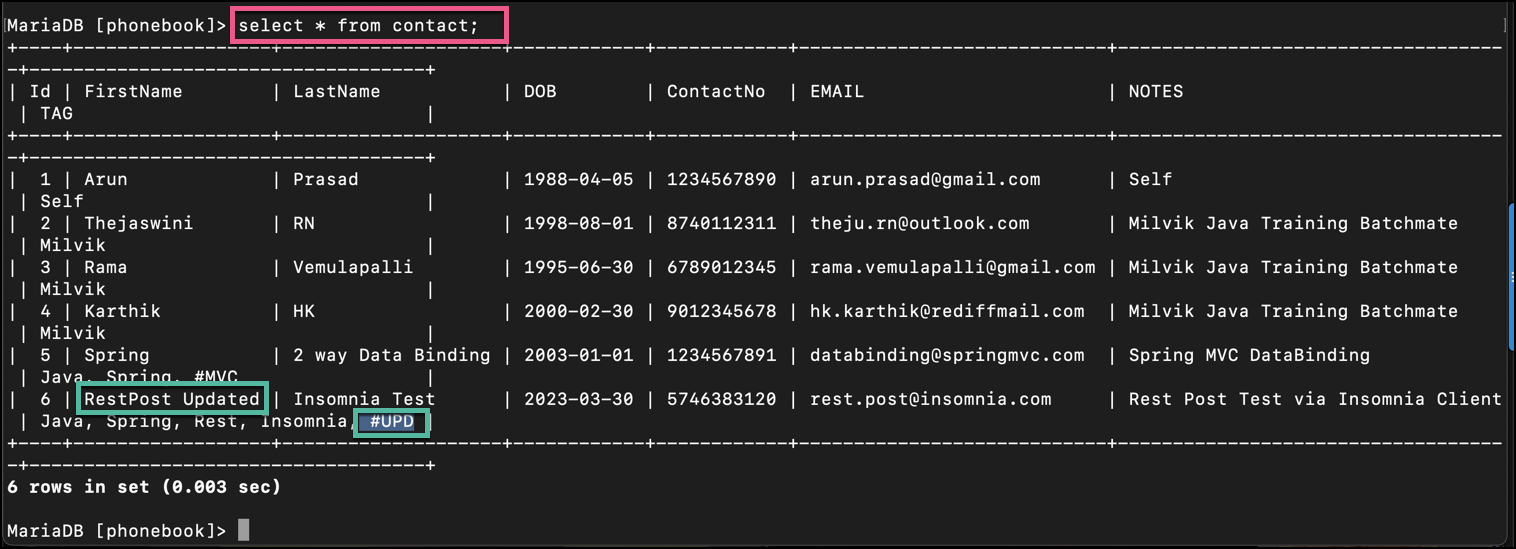 MariaDB [phonebook]> select * from contact;
+----+------------------+---------------------+------------+------------+----------------------------+-----------------------------------
-+------------------------------------+
| Id | FirstName | LastName | DOB | ContactNo | EMAIL | NOTES
| TAG |
+----+------------------+---------------------+------------+------------+----------------------------+-----------------------------------
-+------------------------------------+
| 1 | Arun | Prasad | 1988-04-05 | 1234567890 | arun.prasad@gmail.com | Self
| Self |
| 2 | Thejaswini | RN | 1998-08-01 | 8740112311 | theju.rn@outlook.com | Milvik Java Training Batchmate
| Milvik |
| 3 | Rama | Vemulapalli | 1995-06-30 | 6789012345 | rama.vemulapalli@gmail.com | Milvik Java Training Batchmate
| Milvik |
| 4 | Karthik | HK | 2000-02-30 | 9012345678 | hk.karthik@rediffmail.com | Milvik Java Training Batchmate
| Milvik |
| 5 | Spring | 2 way Data Binding | 2003-01-01 | 1234567891 | databinding@springmvc.com | Spring MVC DataBinding
| Java, Spring, #MVC |
| 6 | RestPost Updated | Insomnia Test | 2023-03-30 | 5746383120 | rest.post@insomnia.com | Rest Post Test via Insomnia Client
| Java, Spring, Rest, Insomnia, #UPD |
+----+------------------+---------------------+------------+------------+----------------------------+-----------------------------------
-+------------------------------------+
6 rows in set (0.003 sec)
MariaDB [phonebook]>